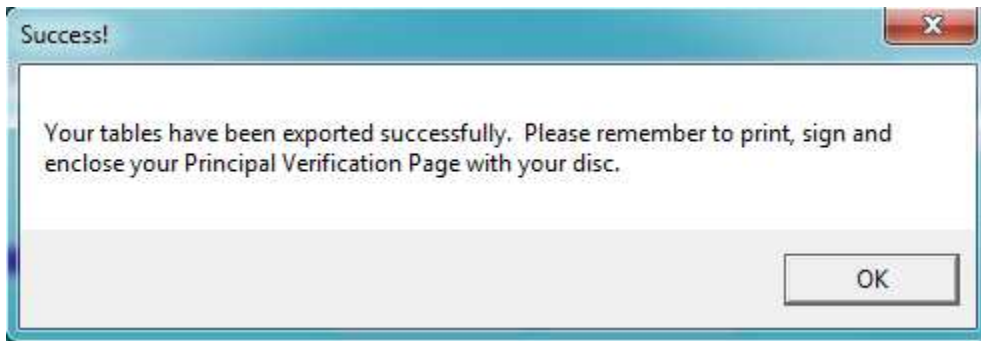 Success!
Your tables have been exported successfully.  Please remember to print, sign and
enclose your Principal Verification Page with your disc.
OK